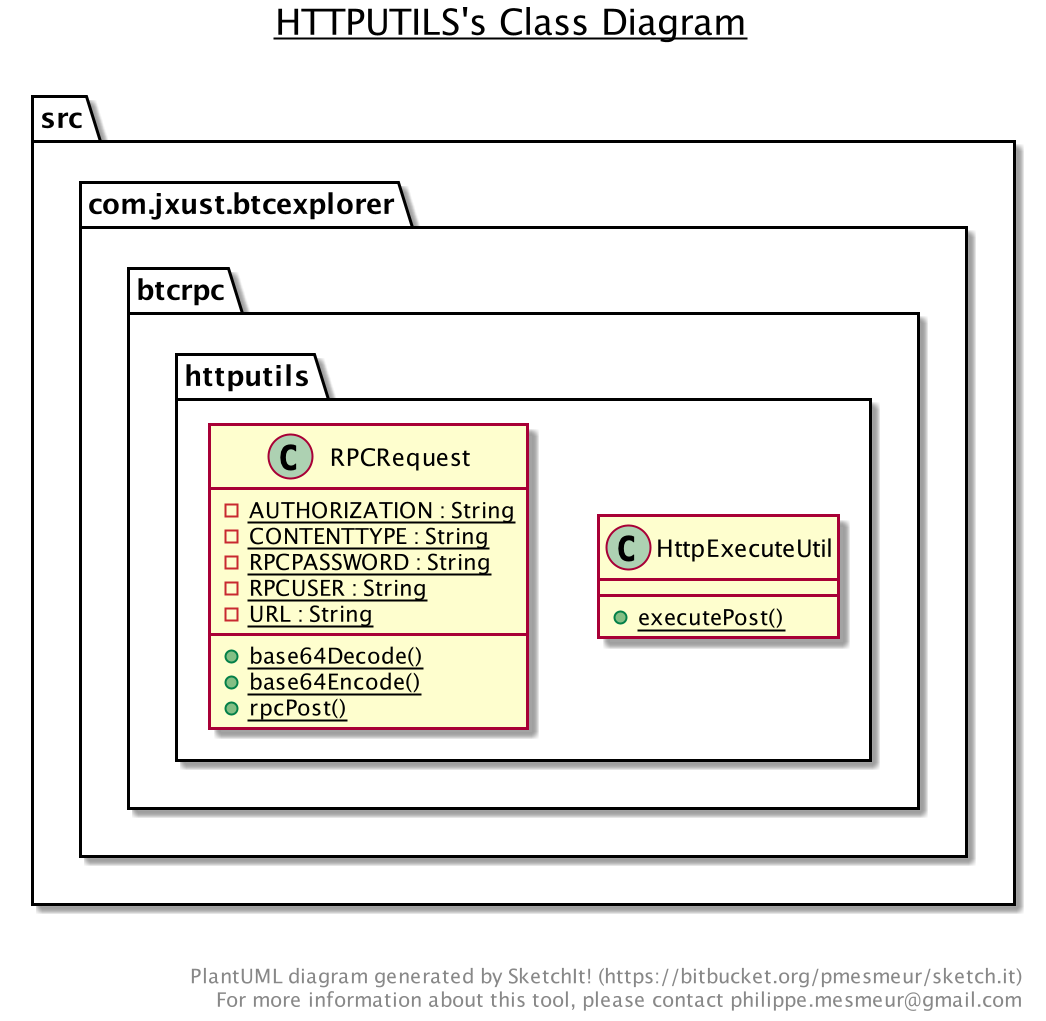 HTTPUTILS's Class Diagram
src
com.jxust.btcexplorer
btcrpc
httputils
C RPCRequest
AUTHORIZATION : String
CONTENTTYPE : String
RPCPASSWORD : String
RPCUSER : String
URL : String
base64Decode()
base64Encode()
rpcPost()
C HttpExecuteUtil
executePost()
PlantUML diagram generated by SketchIt! (https://bitbucket.org/pmesmeur/sketch.it)
For more information about this tool, please contact philippe.mesmeur@gmail.com